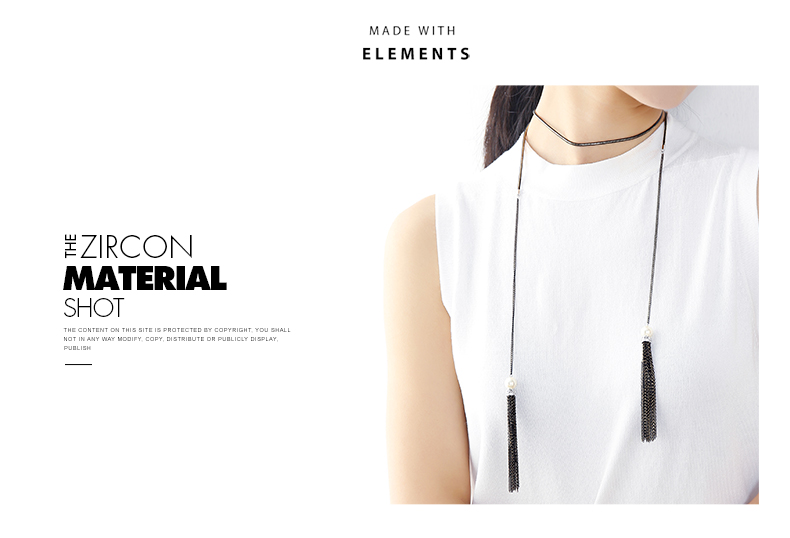 MADE WITH
ELEMENTS
THE ZIRCON
MATERIAL
SHOT
THE CONTENT ON THIS SITE IS PROTECTED BY COPYRIGHT, YOU SHALL
NOT IN ANY WAY MODIFY, COPY, DISTRIBUTE OR PUBLICLY DISPLAY.
PUBLISH